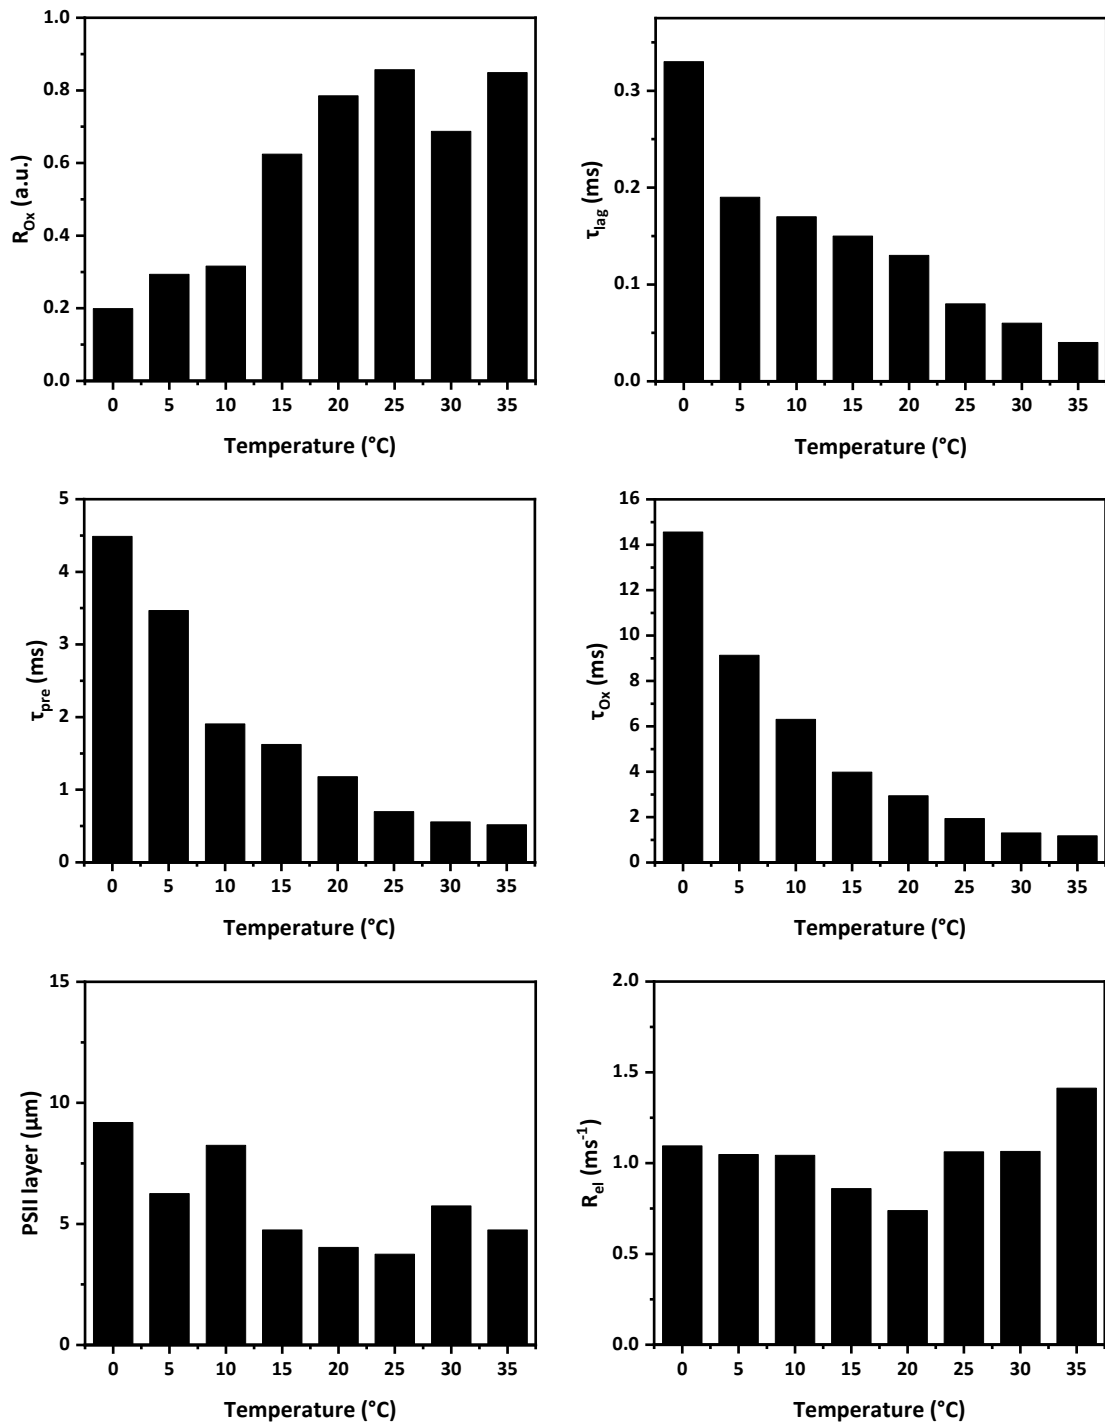 R_Ox (a.u.)
1.0
0.8
0.6
0.4
0.2
0.0
0 5 10 15 20 25 30 35
Temperature (°C)
τ_lag (ms)
0.3
0.2
0.1
0.0
0 5 10 15 20 25 30 35
Temperature (°C)
τ_pre (ms)
5
4
3
2
1
0
0 5 10 15 20 25 30 35
Temperature (°C)
τ_Ox (ms)
16
14
12
10
8
6
4
2
0
0 5 10 15 20 25 30 35
Temperature (°C)
PSII layer (μm)
15
10
5
0
0 5 10 15 20 25 30 35
Temperature (°C)
R_el (ms⁻¹)
2.0
1.5
1.0
0.5
0.0
0 5 10 15 20 25 30 35
Temperature (°C)